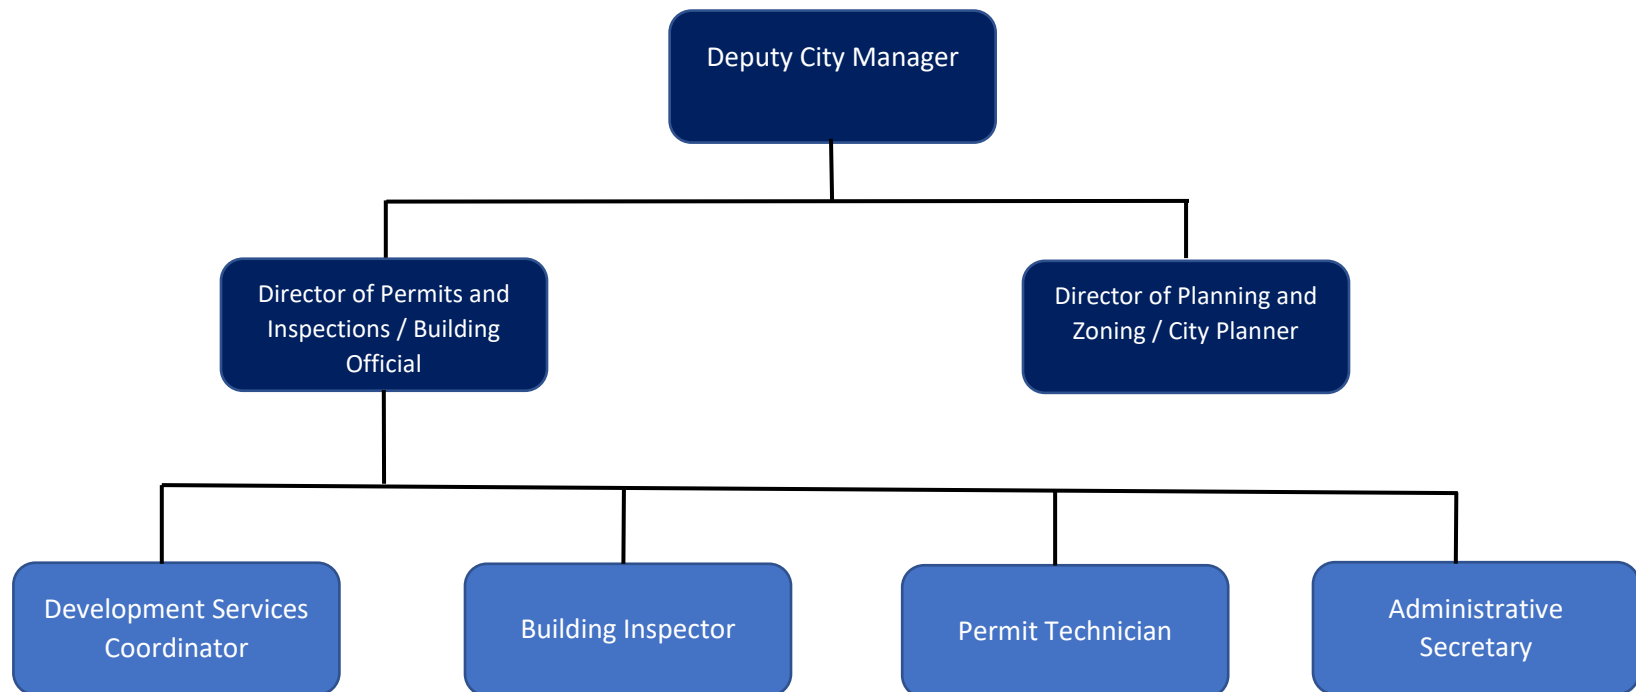 Deputy City Manager
Director of Permits and
Inspections / Building
Official
Director of Planning and
Zoning / City Planner
Development Services
Coordinator
Building Inspector
Permit Technician
Administrative
Secretary